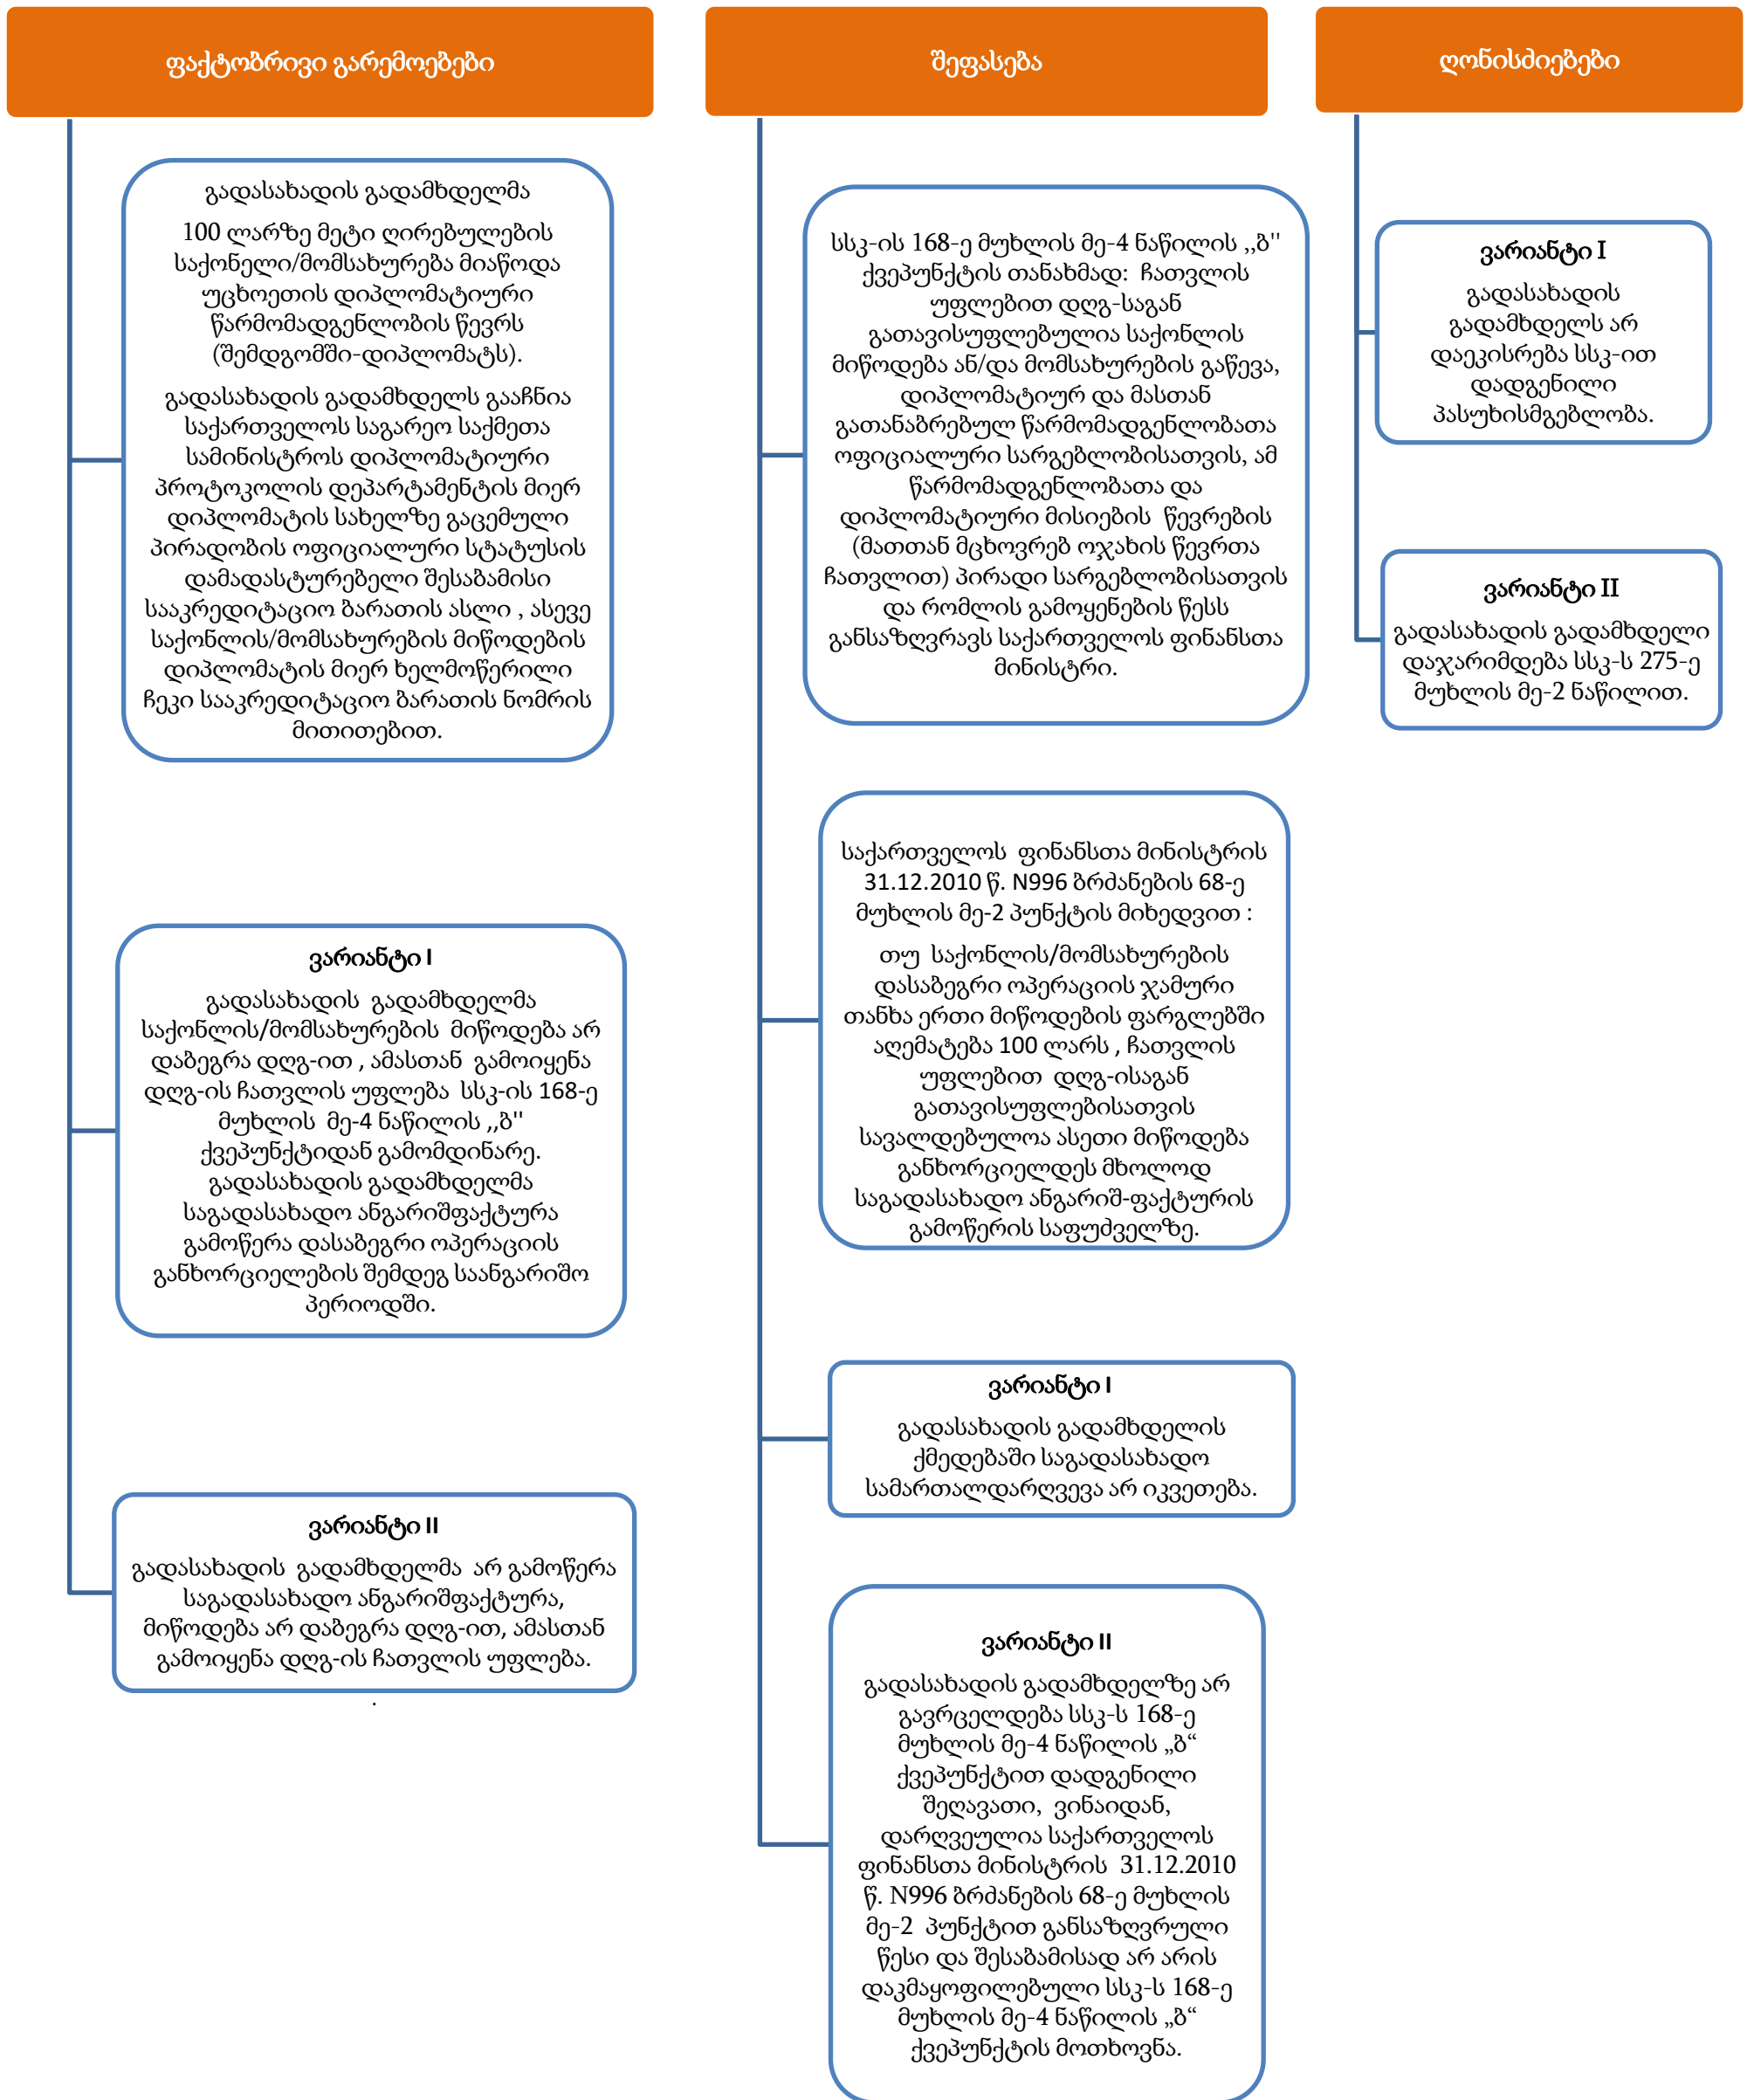 ფაქტობრივი გარემოებები
გადასახადის გადამხდელმა
100 ლარზე მეტი ღირებულების
საქონელი/მომსახურება მიაწოდა
უცხოეთის დიპლომატიური
წარმომადგენლობის წევრს
(შემდგომში-დიპლომატს).
გადასახადის გადამხდელს გააჩნია
საქართველოს საგარეო საქმეთა
სამინისტროს დიპლომატიური
პროტოკოლის დეპარტამენტის მიერ
დიპლომატის სახელზე გაცემული
პირადობის ოფიციალური სტატუსის
დამადასტურებელი შესაბამისი
სააკრედიტაციო ბარათის ასლი , ასევე
საქონლის/მომსახურების მიწოდების
დიპლომატის მიერ ხელმოწერილი
ჩეკი სააკრედიტაციო ბარათის ნომრის
მითითებით.
ვარიანტი I
გადასახადის გადამხდელმა
საქონლის/მომსახურების მიწოდება არ
დაბეგრა დღგ-ით , ამასთან გამოიყენა
დღგ-ის ჩათვლის უფლება სსკ-ის 168-ე
მუხლის მე-4 ნაწილის ,,ბ''
ქვეპუნქტიდან გამომდინარე.
გადასახადის გადამხდელმა
საგადასახადო ანგარიშფაქტურა
გამოწერა დასაბეგრი ოპერაციის
განხორციელების შემდეგ საანგარიშო
პერიოდში.
ვარიანტი II
გადასახადის გადამხდელმა არ გამოწერა
საგადასახადო ანგარიშფაქტურა,
მიწოდება არ დაბეგრა დღგ-ით, ამასთან
გამოიყენა დღგ-ის ჩათვლის უფლება.
.
შეფასება
სსკ-ის 168-ე მუხლის მე-4 ნაწილის ,,ბ''
ქვეპუნქტის თანახმად: ჩათვლის
უფლებით დღგ-საგან
გათავისუფლებულია საქონლის
მიწოდება ან/და მომსახურების გაწევა,
დიპლომატიურ და მასთან
გათანაბრებულ წარმომადგენლობათა
ოფიციალური სარგებლობისათვის, ამ
წარმომადგენლობათა და
დიპლომატიური მისიების წევრების
(მათთან მცხოვრებ ოჯახის წევრთა
ჩათვლით) პირადი სარგებლობისათვის
და რომლის გამოყენების წესს
განსაზღვრავს საქართველოს ფინანსთა
მინისტრი.
საქართველოს ფინანსთა მინისტრის
31.12.2010 წ. N996 ბრძანების 68-ე
მუხლის მე-2 პუნქტის მიხედვით :
თუ საქონლის/მომსახურების
დასაბეგრი ოპერაციის ჯამური
თანხა ერთი მიწოდების ფარგლებში
აღემატება 100 ლარს , ჩათვლის
უფლებით დღგ-ისაგან
გათავისუფლებისათვის
სავალდებულოა ასეთი მიწოდება
განხორციელდეს მხოლოდ
საგადასახადო ანგარიშ-ფაქტურის
გამოწერის საფუძველზე.
ვარიანტი I
გადასახადის გადამხდელის
ქმედებაში საგადასახადო
სამართალდარღვევა არ იკვეთება.
ვარიანტი II
გადასახადის გადამხდელზე არ
გავრცელდება სსკ-ს 168-ე
მუხლის მე-4 ნაწილის „ბ“
ქვეპუნქტით დადგენილი
შეღავათი, ვინაიდან,
დარღვეულია საქართველოს
ფინანსთა მინისტრის 31.12.2010
წ. N996 ბრძანების 68-ე მუხლის
მე-2 პუნქტით განსაზღვრული
წესი და შესაბამისად არ არის
დაკმაყოფილებული სსკ-ს 168-ე
მუხლის მე-4 ნაწილის „ბ“
ქვეპუნქტის მოთხოვნა.
ღონისძიებები
ვარიანტი I
გადასახადის
გადამხდელს არ
დაეკისრება სსკ-ით
დადგენილი
პასუხისმგებლობა.
ვარიანტი II
გადასახადის გადამხდელი
დაჯარიმდება სსკ-ს 275-ე
მუხლის მე-2 ნაწილით.